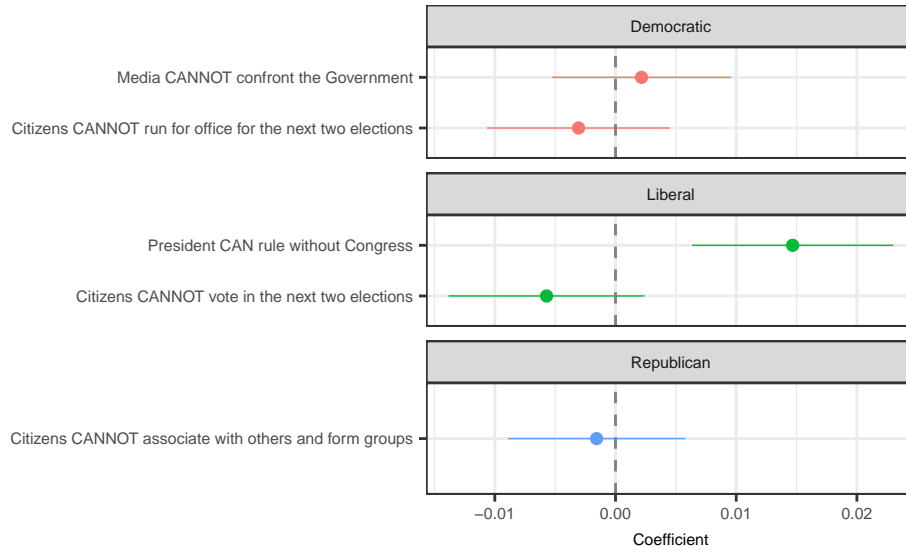 Democratic
Media CANNOT confront the Government
Citizens CANNOT run for office for the next two elections
Liberal
President CAN rule without Congress
Citizens CANNOT vote in the next two elections
Republican
Citizens CANNOT associate with others and form groups
−0.01 0.00 0.01 0.02
Coefficient